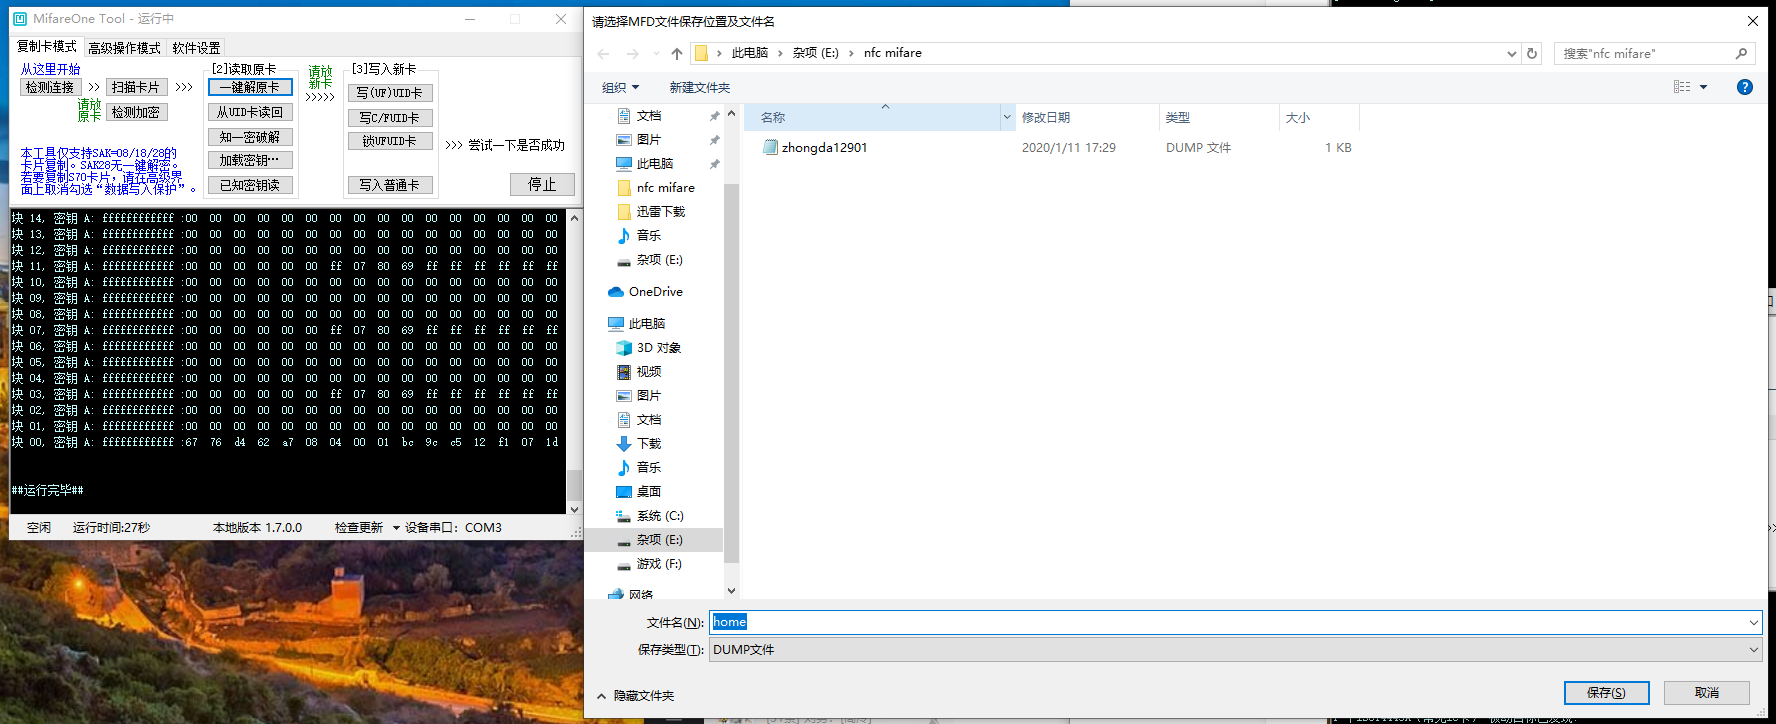 MifareOne Tool - 运行中
复制卡模式 高级操作模式 软件设置
从这里开始
检测连接 >> 扫描卡片 >>>
请放
原卡
检测加密
本工具仅支持SAK=08/18/28的
卡片复制。SAK28无一键解密。
若要复制S70卡片，请在高级界
面上取消勾选“数据写入保护”。
[2]读取原卡
一键解原卡
从UID卡读回
知一密破解
加载密钥…
已知密钥读
请放
新卡
>>>>>
[3]写入新卡
写(UF)UID卡
写C/FUID卡
锁UFUID卡
写入普通卡
>>> 尝试一下是否成功
停止
块 14, 密钥 A: ffffffffffff :00 00 00 00 00 00 00 00 00 00 00 00 00 00 00 00
块 13, 密钥 A: ffffffffffff :00 00 00 00 00 00 00 00 00 00 00 00 00 00 00 00
块 12, 密钥 A: ffffffffffff :00 00 00 00 00 00 00 00 00 00 00 00 00 00 00 00
块 11, 密钥 A: ffffffffffff :00 00 00 00 00 00 ff 07 80 69 ff ff ff ff ff ff
块 10, 密钥 A: ffffffffffff :00 00 00 00 00 00 00 00 00 00 00 00 00 00 00 00
块 09, 密钥 A: ffffffffffff :00 00 00 00 00 00 00 00 00 00 00 00 00 00 00 00
块 08, 密钥 A: ffffffffffff :00 00 00 00 00 00 00 00 00 00 00 00 00 00 00 00
块 07, 密钥 A: ffffffffffff :00 00 00 00 00 00 ff 07 80 69 ff ff ff ff ff ff
块 06, 密钥 A: ffffffffffff :00 00 00 00 00 00 00 00 00 00 00 00 00 00 00 00
块 05, 密钥 A: ffffffffffff :00 00 00 00 00 00 00 00 00 00 00 00 00 00 00 00
块 04, 密钥 A: ffffffffffff :00 00 00 00 00 00 00 00 00 00 00 00 00 00 00 00
块 03, 密钥 A: ffffffffffff :00 00 00 00 00 00 ff 07 80 69 ff ff ff ff ff ff
块 02, 密钥 A: ffffffffffff :00 00 00 00 00 00 00 00 00 00 00 00 00 00 00 00
块 01, 密钥 A: ffffffffffff :00 00 00 00 00 00 00 00 00 00 00 00 00 00 00 00
块 00, 密钥 A: ffffffffffff :67 76 d4 62 a7 08 04 00 01 bc 9c c5 12 f1 07 1d
##运行完毕##
空闲 运行时间:27秒 本地版本 1.7.0.0 检查更新 设备串口： COM3
请选择MFD文件保存位置及文件名
此电脑 › 杂项 (E:) › nfc mifare
搜索"nfc mifare"
组织 新建文件夹
文档
图片
此电脑
nfc mifare
迅雷下载
音乐
杂项 (E:)
OneDrive
此电脑
3D 对象
视频
图片
文档
下载
音乐
桌面
系统 (C:)
杂项 (E:)
游戏 (F:)
网络
名称 修改日期 类型 大小
zhongda12901 2020/1/11 17:29 DUMP 文件 1 KB
文件名(N): home
保存类型(T): DUMP文件
隐藏文件夹
保存(S) 取消